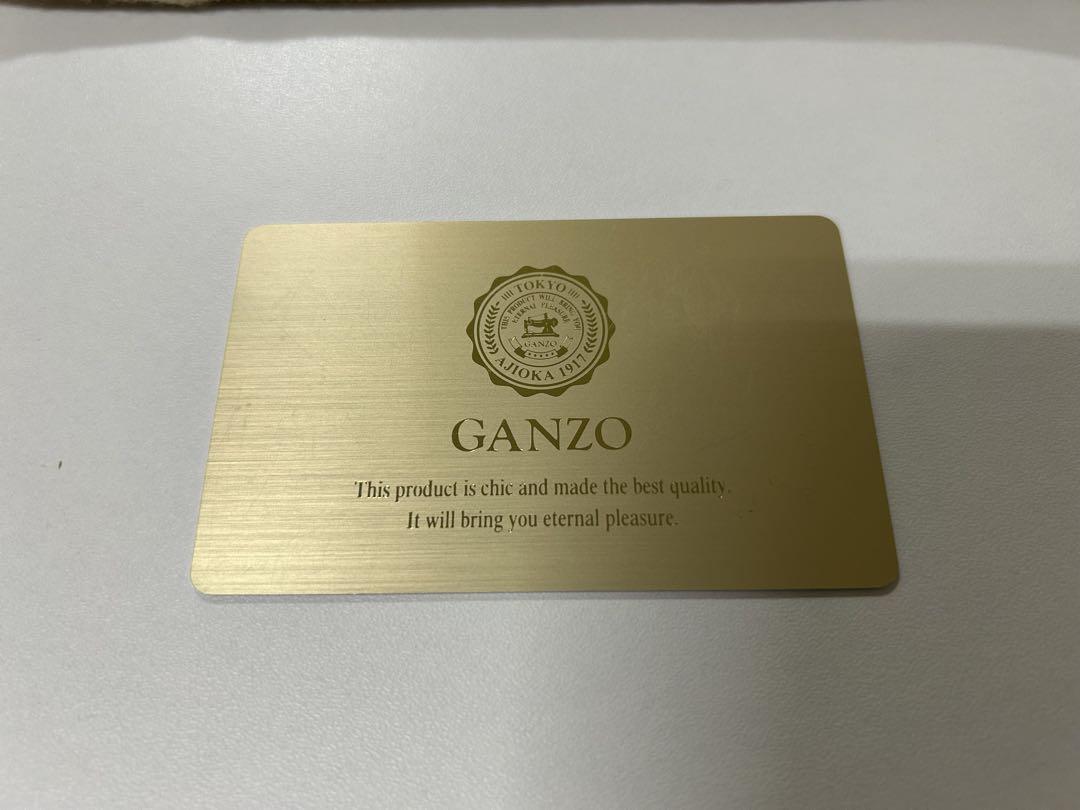 TOKYO
THIS PRODUCT WILL BRING YOU
ETERNAL PLEASURE
GANZO
AJIOKA 1917
GANZO
This product is chic and made the best quality.
It will bring you eternal pleasure.